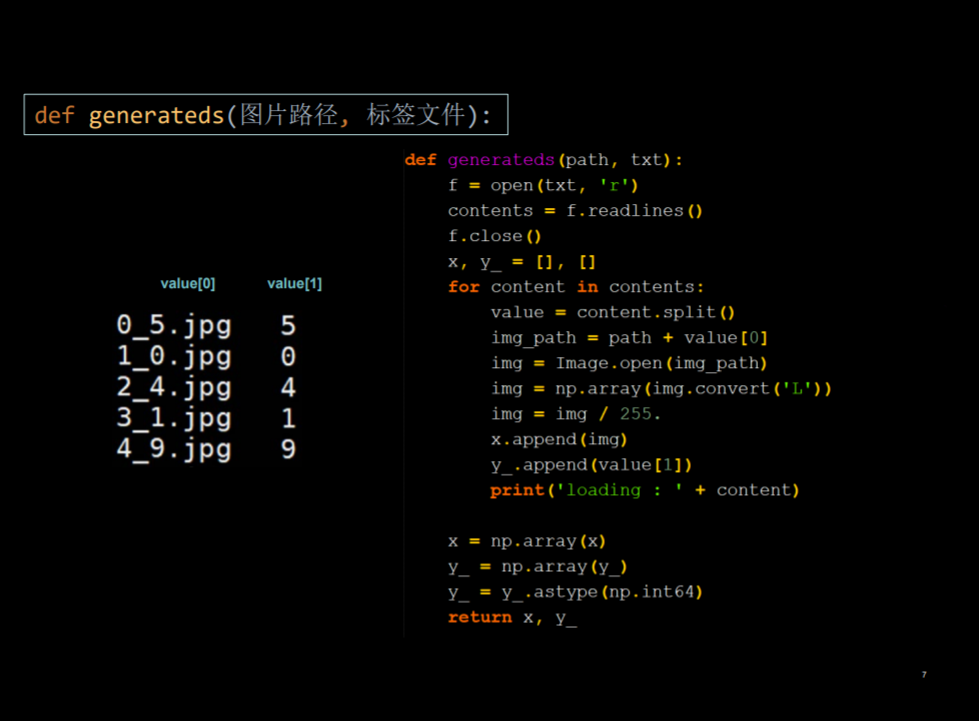 def generateds(图片路径, 标签文件):
value[0] value[1]
0_5.jpg 5
1_0.jpg 0
2_4.jpg 4
3_1.jpg 1
4_9.jpg 9
def generateds(path, txt):
    f = open(txt, 'r')
    contents = f.readlines()
    f.close()
    x, y_ = [], []
    for content in contents:
        value = content.split()
        img_path = path + value[0]
        img = Image.open(img_path)
        img = np.array(img.convert('L'))
        img = img / 255.
        x.append(img)
        y_.append(value[1])
        print('loading : ' + content)
    x = np.array(x)
    y_ = np.array(y_)
    y_ = y_.astype(np.int64)
    return x, y_
7